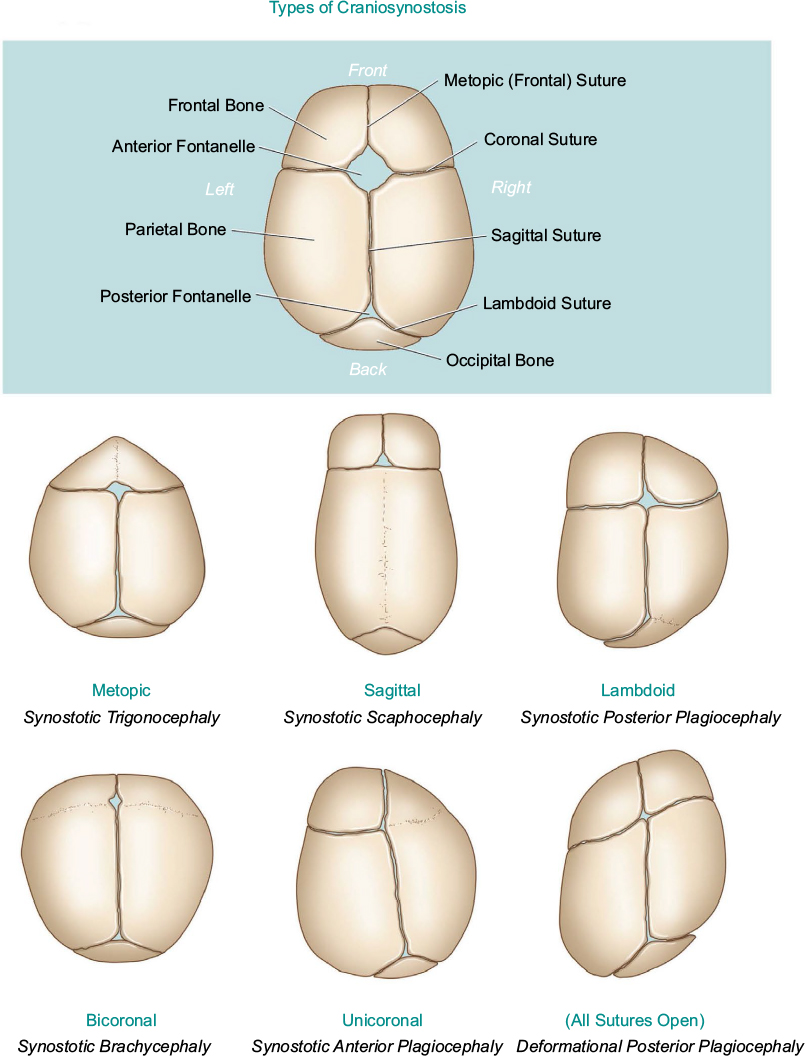 Types of Craniosynostosis
Front
Metopic (Frontal) Suture
Frontal Bone
Coronal Suture
Anterior Fontanelle
Left
Right
Parietal Bone
Sagittal Suture
Posterior Fontanelle
Lambdoid Suture
Occipital Bone
Back
Metopic
Synostotic Trigonocephaly
Sagittal
Synostotic Scaphocephaly
Lambdoid
Synostotic Posterior Plagiocephaly
Bicoronal
Synostotic Brachycephaly
Unicoronal
Synostotic Anterior Plagiocephaly
(All Sutures Open)
Deformational Posterior Plagiocephaly